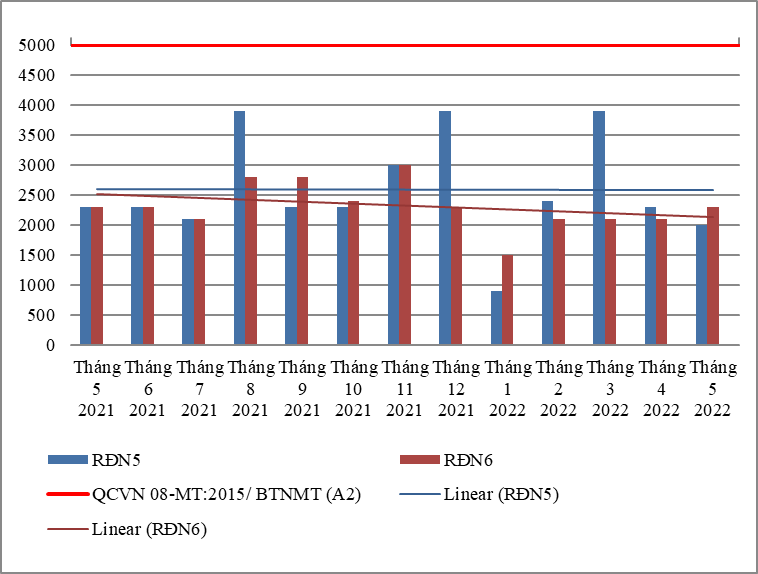 5000
4500
4000
3500
3000
2500
2000
1500
1000
500
0
Tháng Tháng Tháng Tháng Tháng Tháng Tháng Tháng Tháng Tháng Tháng Tháng Tháng
5 6 7 8 9 10 11 12 1 2 3 4 5
2021 2021 2021 2021 2021 2021 2021 2021 2022 2022 2022 2022 2022
RĐN5 RĐN6
QCVN 08-MT:2015/ BTNMT (A2) Linear (RĐN5)
Linear (RĐN6)